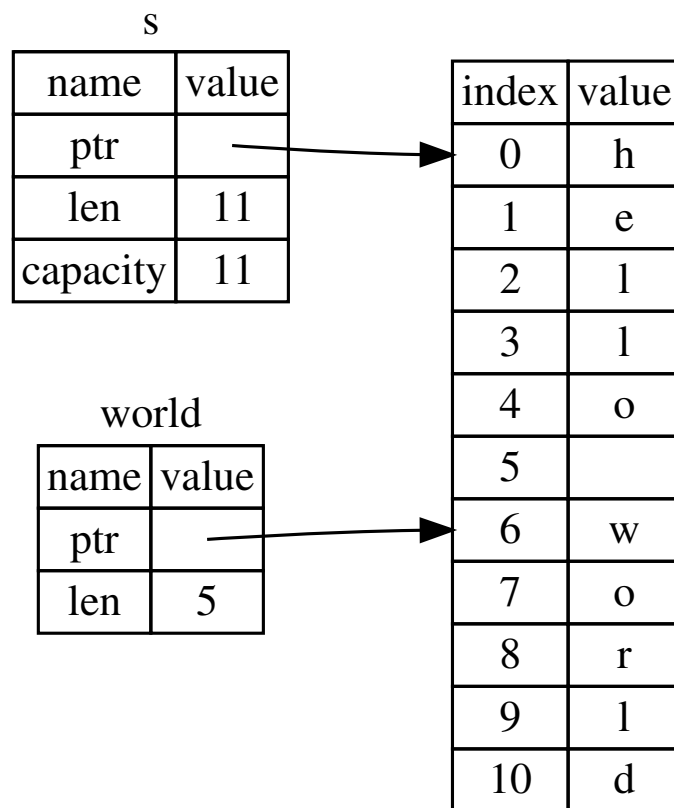 s
name value
ptr
len 11
capacity 11
world
name value
ptr
len 5
index value
0 h
1 e
2 l
3 l
4 o
5
6 w
7 o
8 r
9 l
10 d